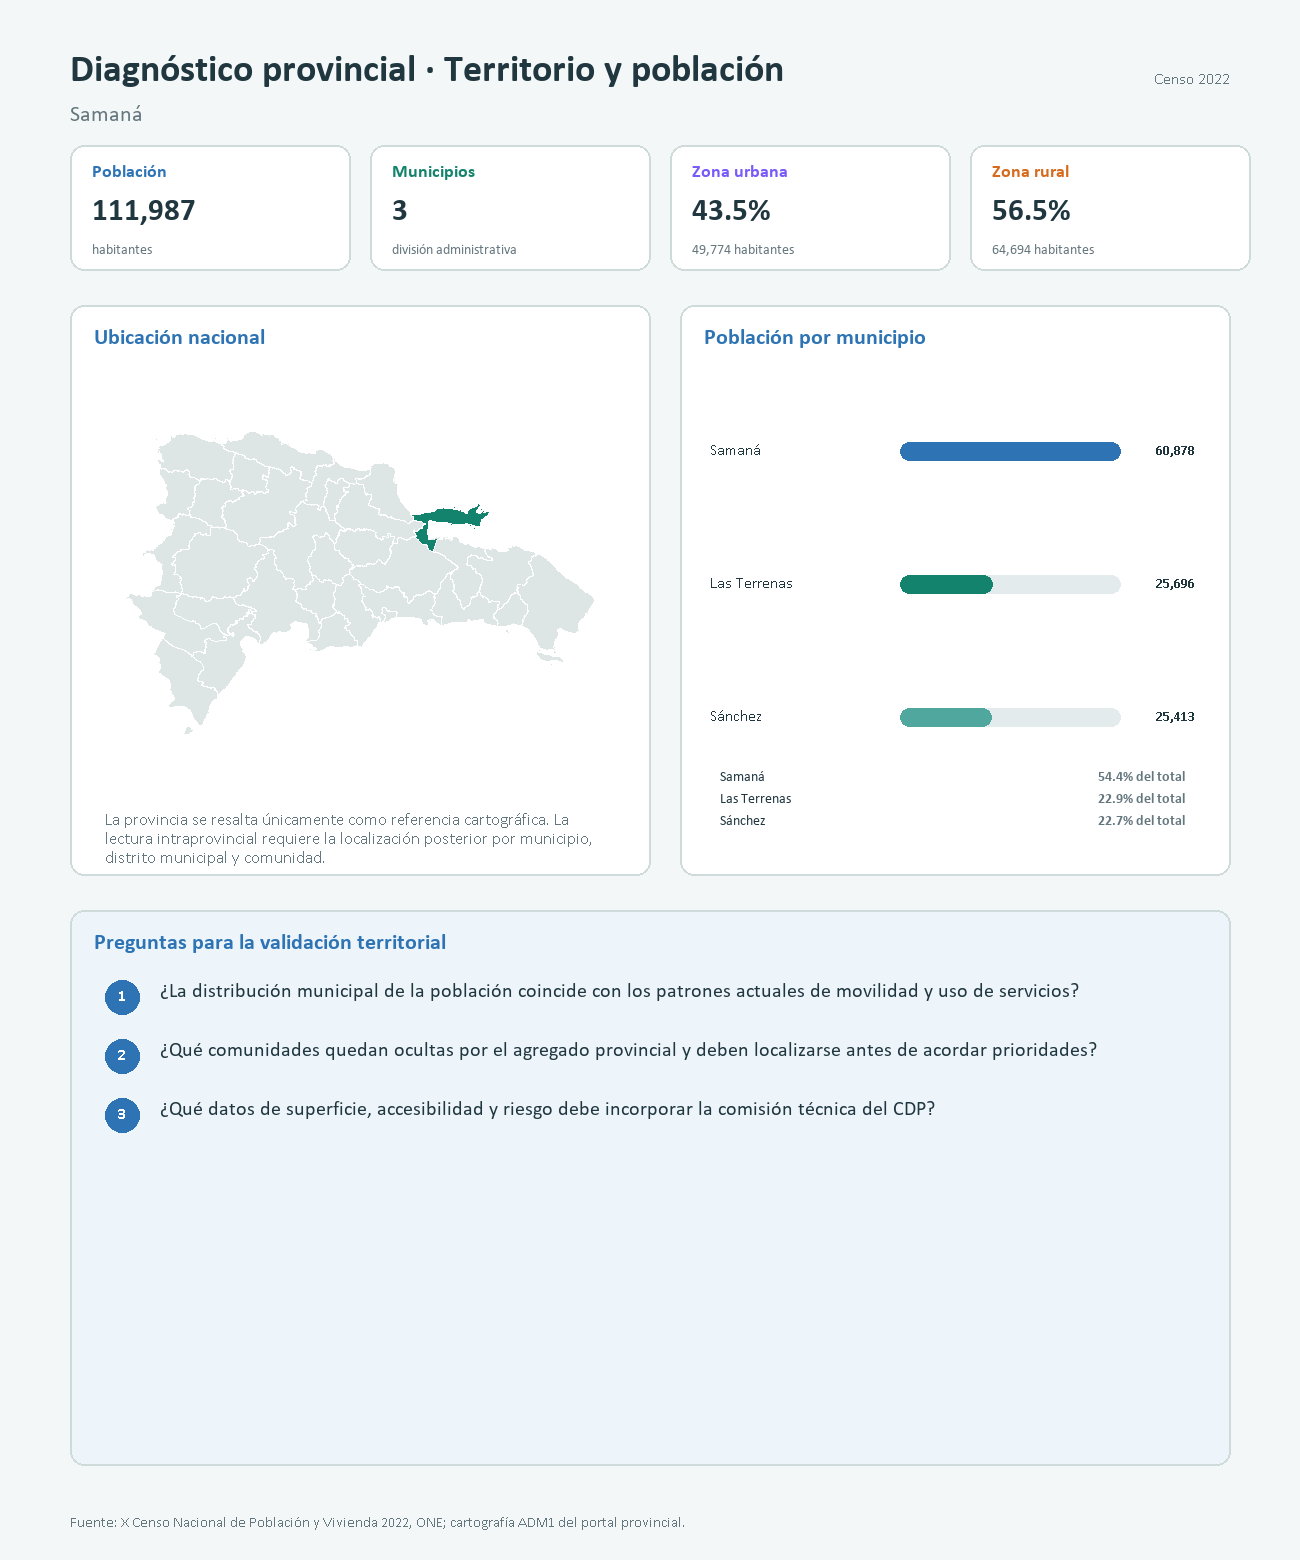 Diagnóstico provincial · Territorio y población
Censo 2022
Samaná
Población
111,987
habitantes
Municipios
3
división administrativa
Zona urbana
43.5%
49,774 habitantes
Zona rural
56.5%
64,694 habitantes
Ubicación nacional
La provincia se resalta únicamente como referencia cartográfica. La
lectura intraprovincial requiere la localización posterior por municipio,
distrito municipal y comunidad.
Población por municipio
Samaná 60,878
Las Terrenas 25,696
Sánchez 25,413
Samaná 54.4% del total
Las Terrenas 22.9% del total
Sánchez 22.7% del total
Preguntas para la validación territorial
1 ¿La distribución municipal de la población coincide con los patrones actuales de movilidad y uso de servicios?
2 ¿Qué comunidades quedan ocultas por el agregado provincial y deben localizarse antes de acordar prioridades?
3 ¿Qué datos de superficie, accesibilidad y riesgo debe incorporar la comisión técnica del CDP?
Fuente: X Censo Nacional de Población y Vivienda 2022, ONE; cartografía ADM1 del portal provincial.